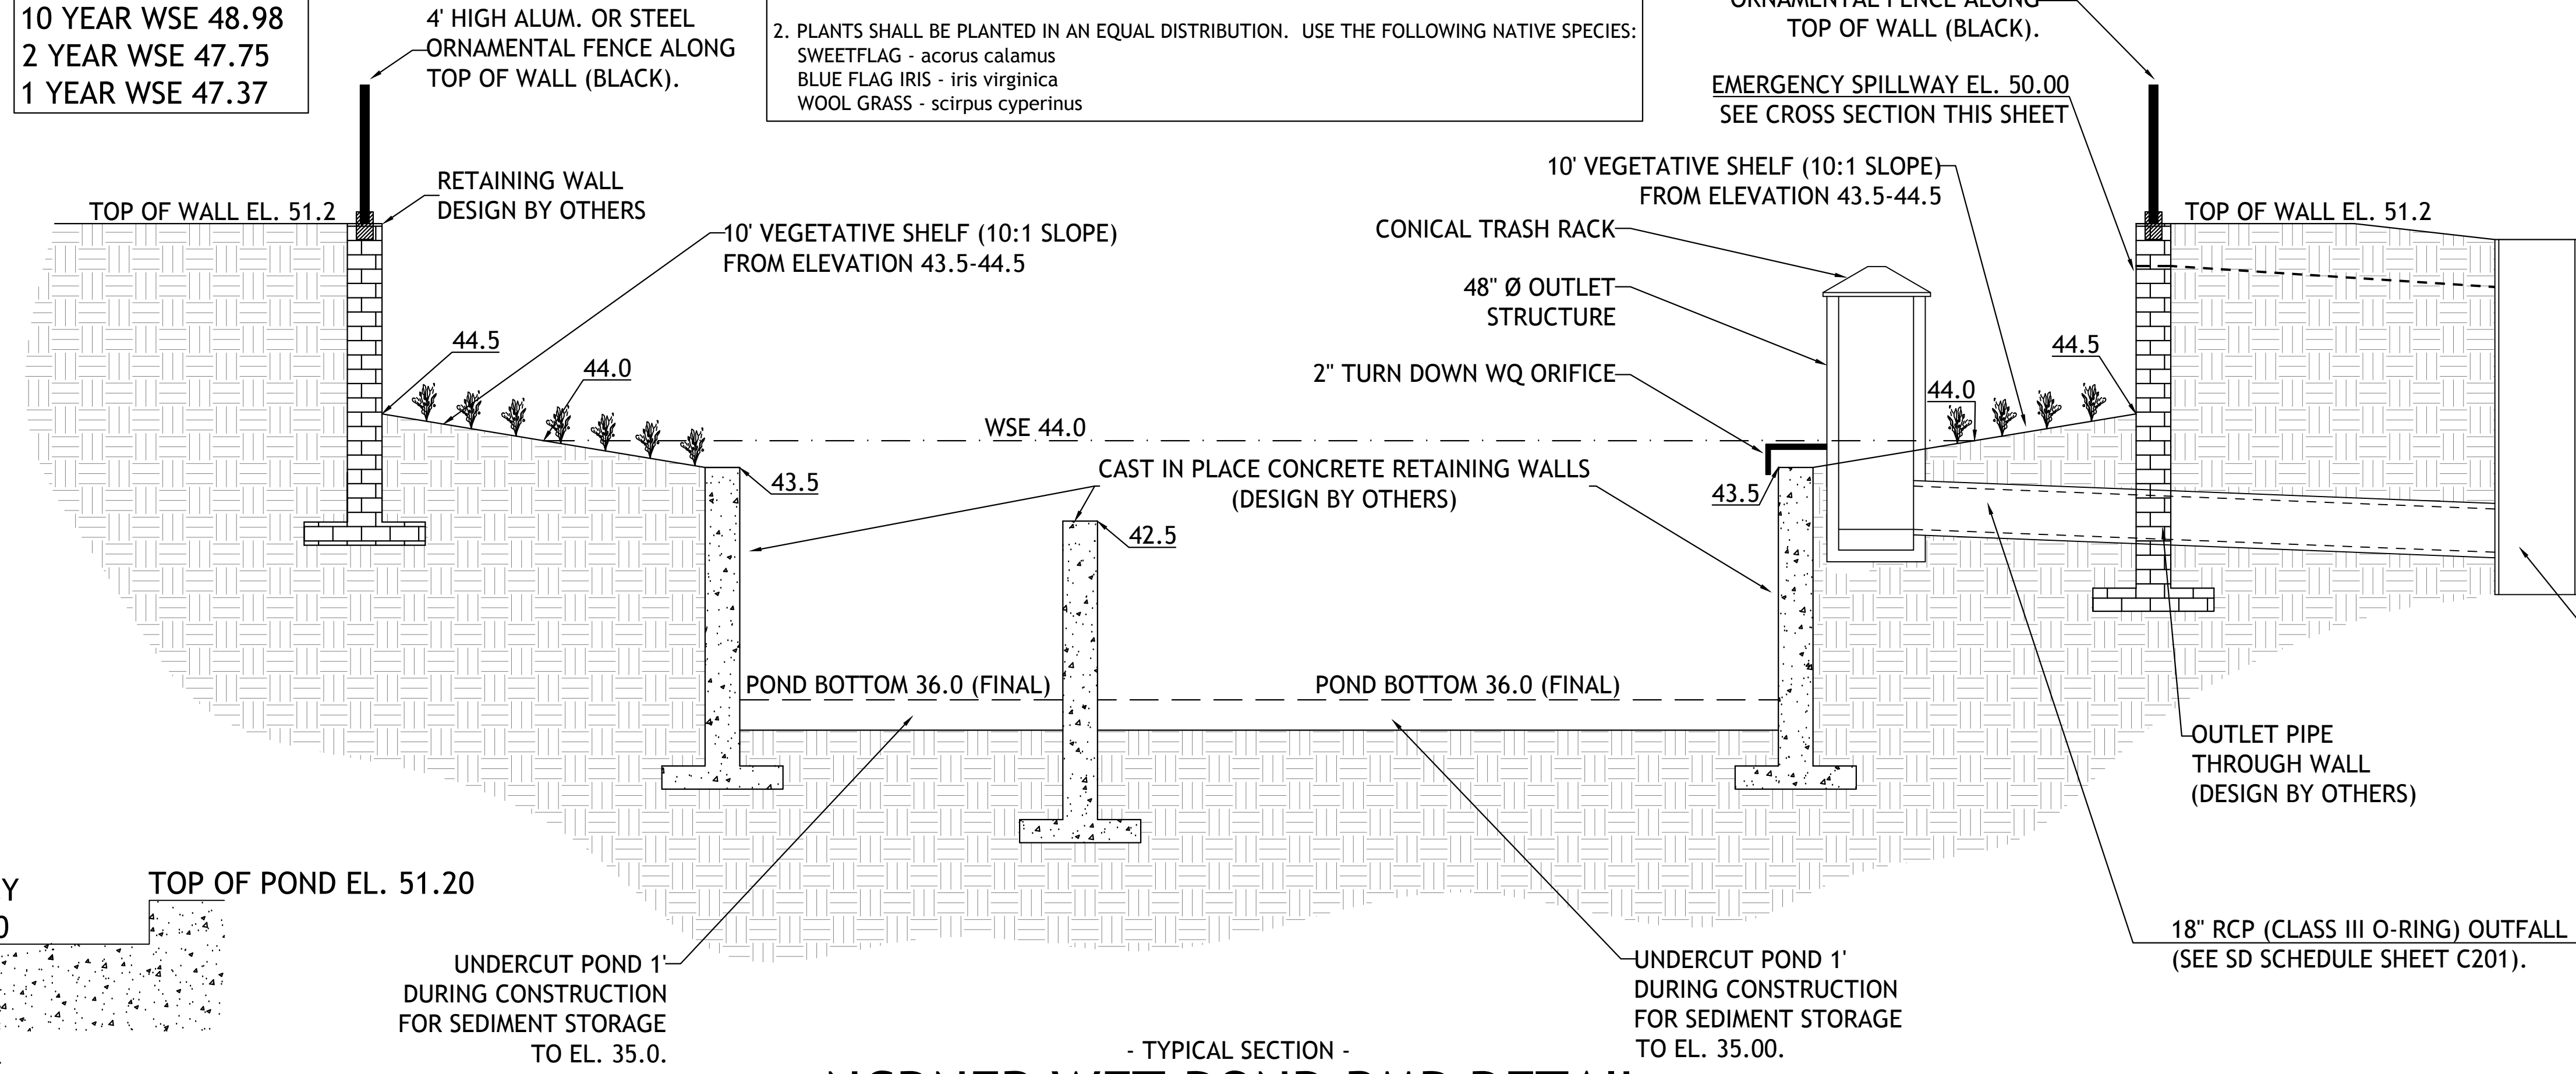 10 YEAR WSE 48.98
2 YEAR WSE 47.75
1 YEAR WSE 47.37
4' HIGH ALUM. OR STEEL
ORNAMENTAL FENCE ALONG
TOP OF WALL (BLACK).
2. PLANTS SHALL BE PLANTED IN AN EQUAL DISTRIBUTION. USE THE FOLLOWING NATIVE SPECIES:
SWEETFLAG - acorus calamus
BLUE FLAG IRIS - iris virginica
WOOL GRASS - scirpus cyperinus
ORNAMENTAL FENCE ALONG
TOP OF WALL (BLACK).
EMERGENCY SPILLWAY EL. 50.00
SEE CROSS SECTION THIS SHEET
10' VEGETATIVE SHELF (10:1 SLOPE)
FROM ELEVATION 43.5-44.5
RETAINING WALL
DESIGN BY OTHERS
TOP OF WALL EL. 51.2
10' VEGETATIVE SHELF (10:1 SLOPE)
FROM ELEVATION 43.5-44.5
CONICAL TRASH RACK
TOP OF WALL EL. 51.2
48" Ø OUTLET
STRUCTURE
44.5
44.0
2" TURN DOWN WQ ORIFICE
44.5
44.0
WSE 44.0
43.5
CAST IN PLACE CONCRETE RETAINING WALLS
(DESIGN BY OTHERS)
43.5
42.5
POND BOTTOM 36.0 (FINAL)
POND BOTTOM 36.0 (FINAL)
OUTLET PIPE
THROUGH WALL
(DESIGN BY OTHERS)
Y
0
TOP OF POND EL. 51.20
UNDERCUT POND 1'
DURING CONSTRUCTION
FOR SEDIMENT STORAGE
TO EL. 35.0.
UNDERCUT POND 1'
DURING CONSTRUCTION
FOR SEDIMENT STORAGE
TO EL. 35.00.
18" RCP (CLASS III O-RING) OUTFALL
(SEE SD SCHEDULE SHEET C201).
- TYPICAL SECTION -
WET POND BMP DETAIL